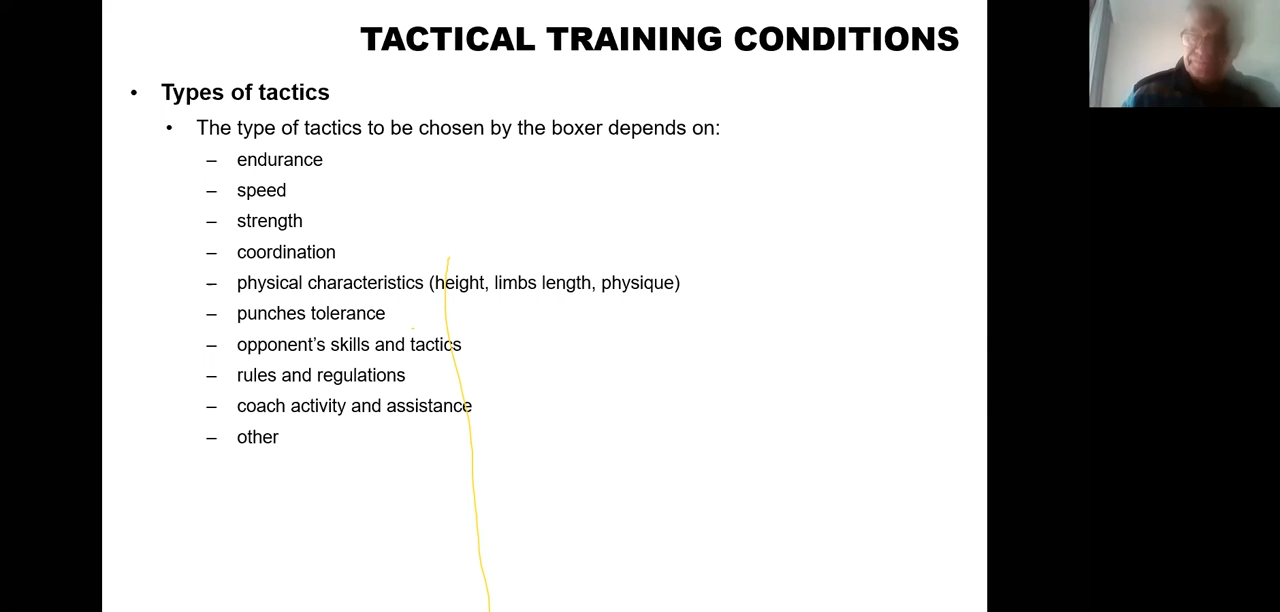 TACTICAL TRAINING CONDITIONS
• Types of tactics
• The type of tactics to be chosen by the boxer depends on:
– endurance
– speed
– strength
– coordination
– physical characteristics (height, limbs length, physique)
– punches tolerance
– opponent’s skills and tactics
– rules and regulations
– coach activity and assistance
– other